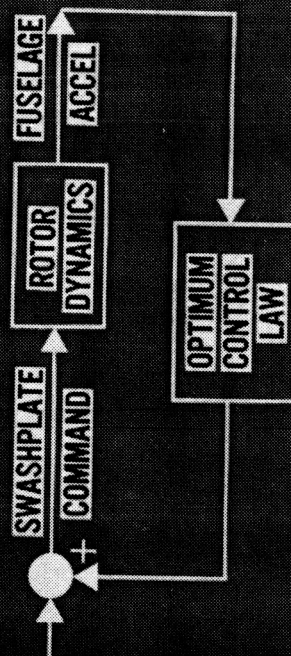 SWASHPLATE
COMMAND
+
ROTOR
DYNAMICS
FUSELAGE
ACCEL
OPTIMUM
CONTROL
LAW